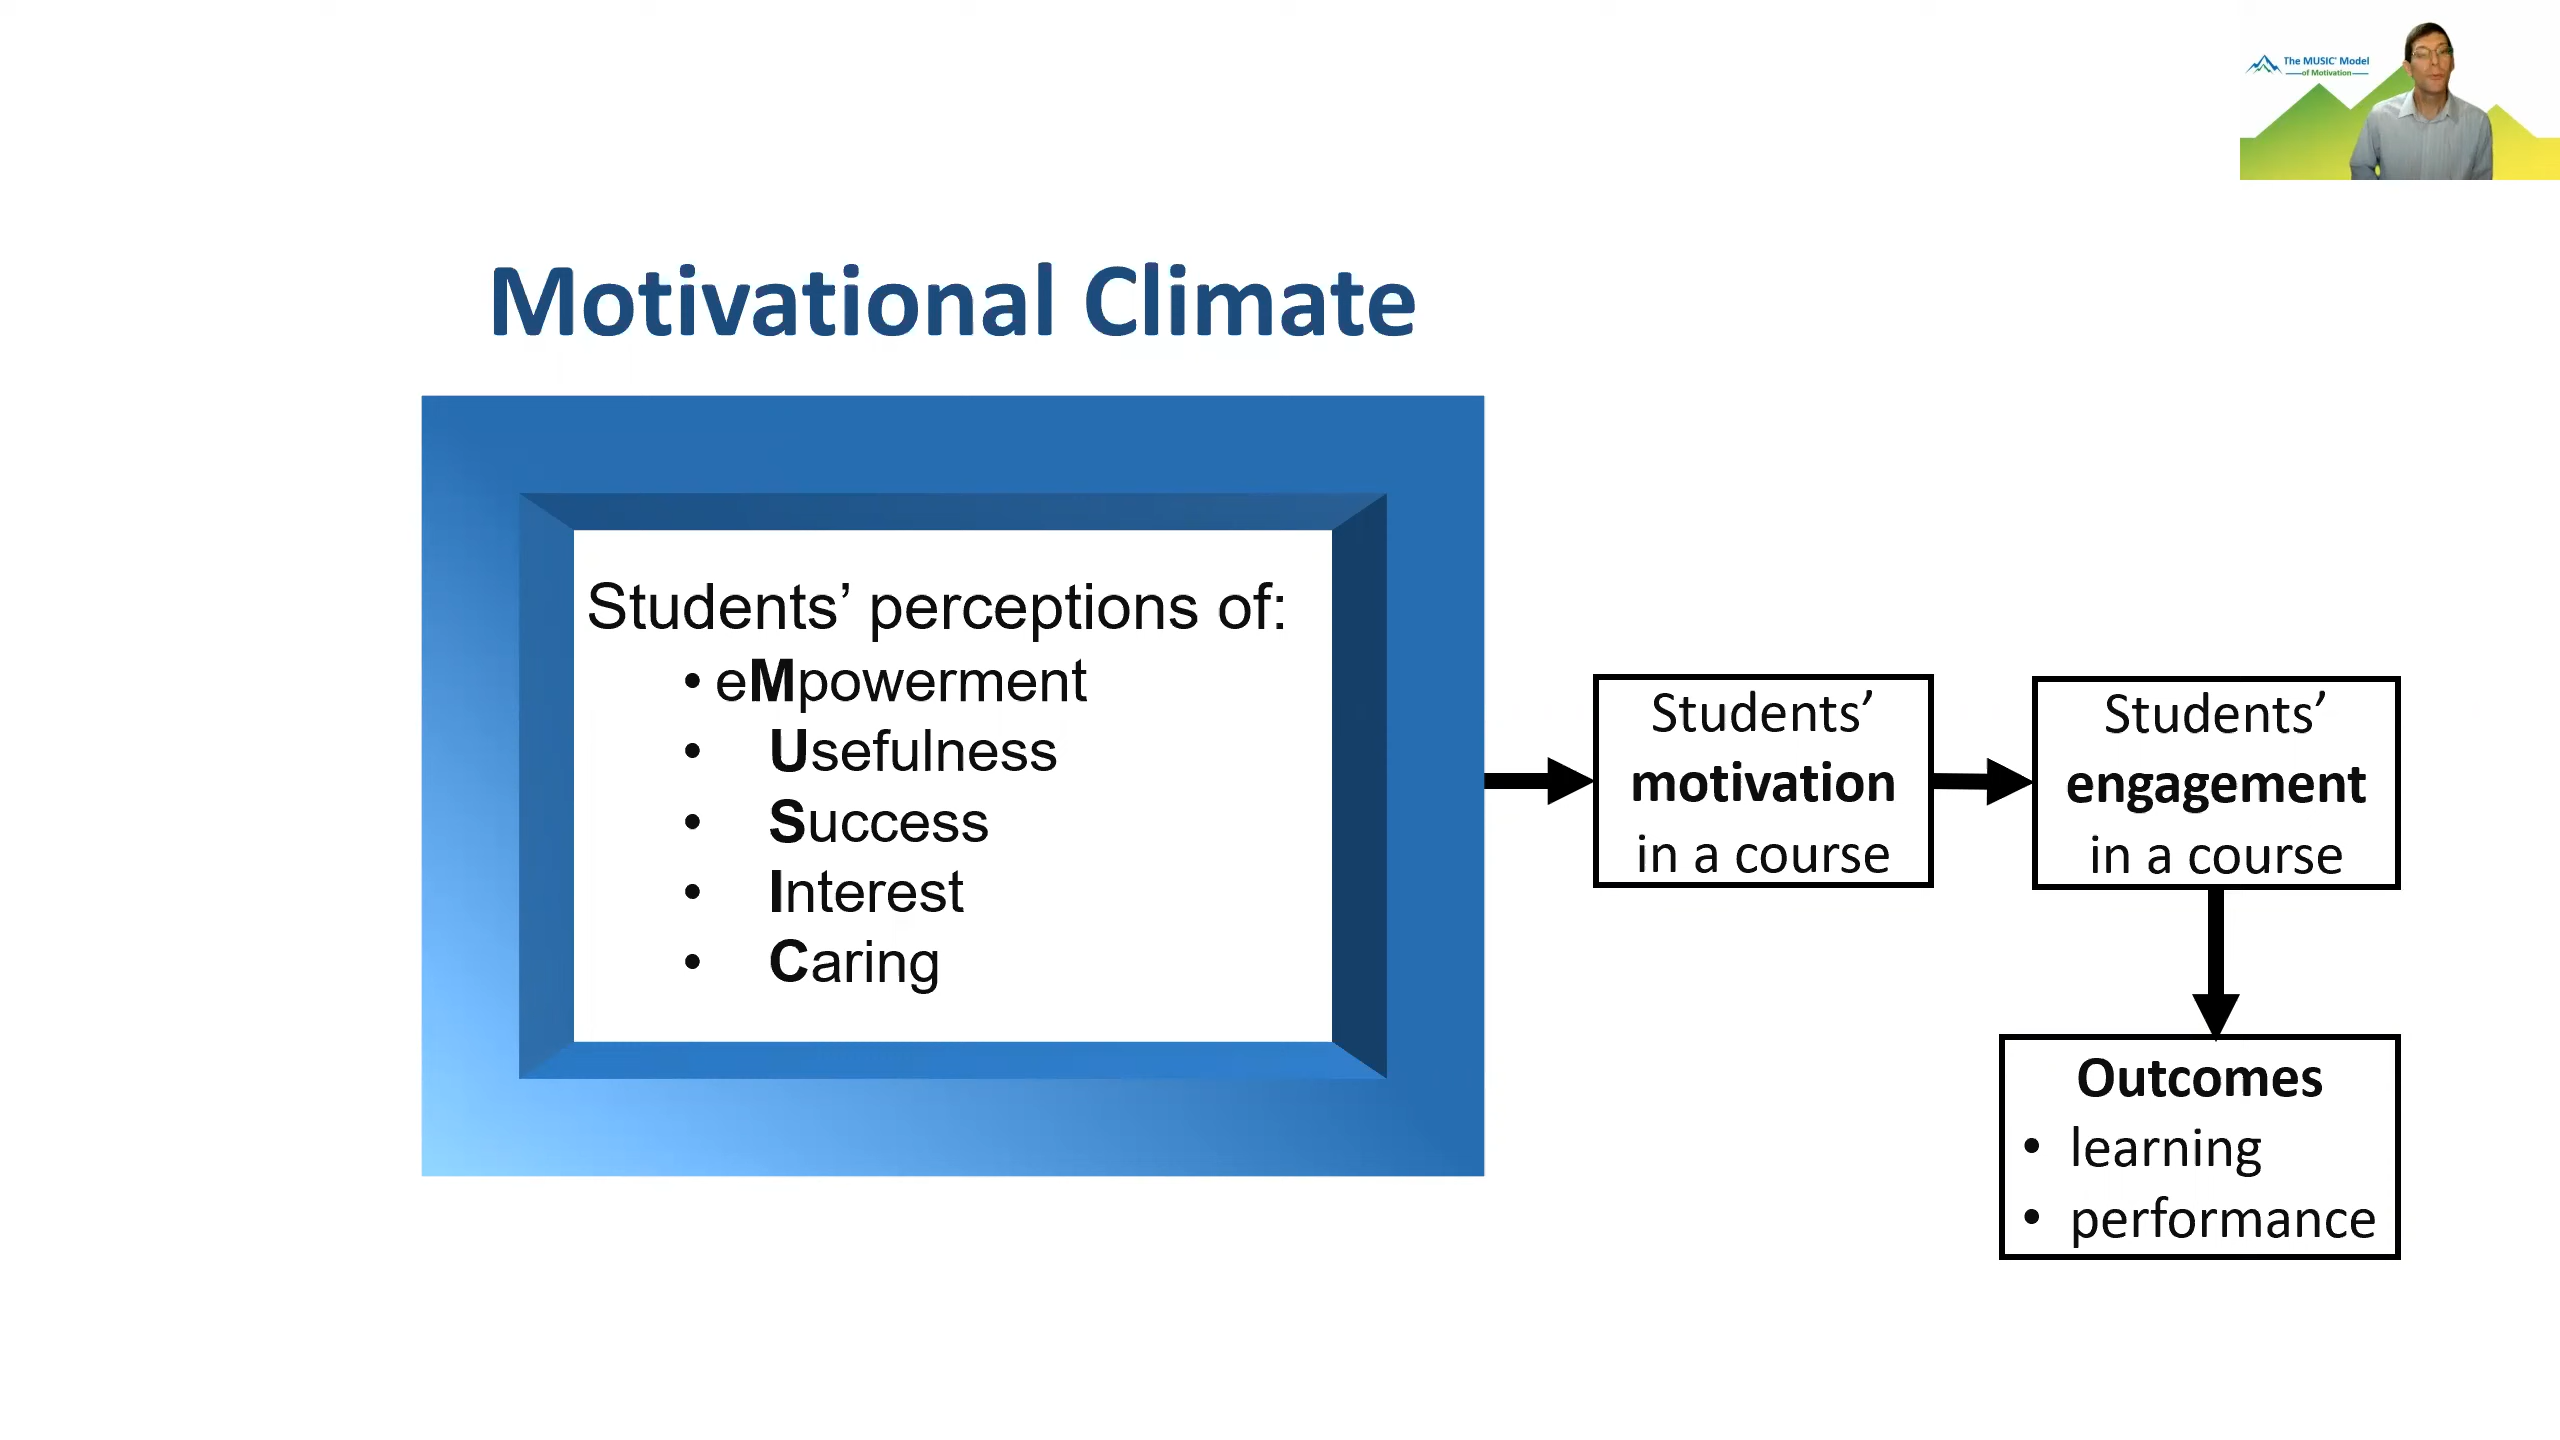 The MUSIC® Model
of Motivation
Motivational Climate
Students’ perceptions of:
• eMpowerment
• Usefulness
• Success
• Interest
• Caring
Students’
motivation
in a course
Students’
engagement
in a course
Outcomes
• learning
• performance